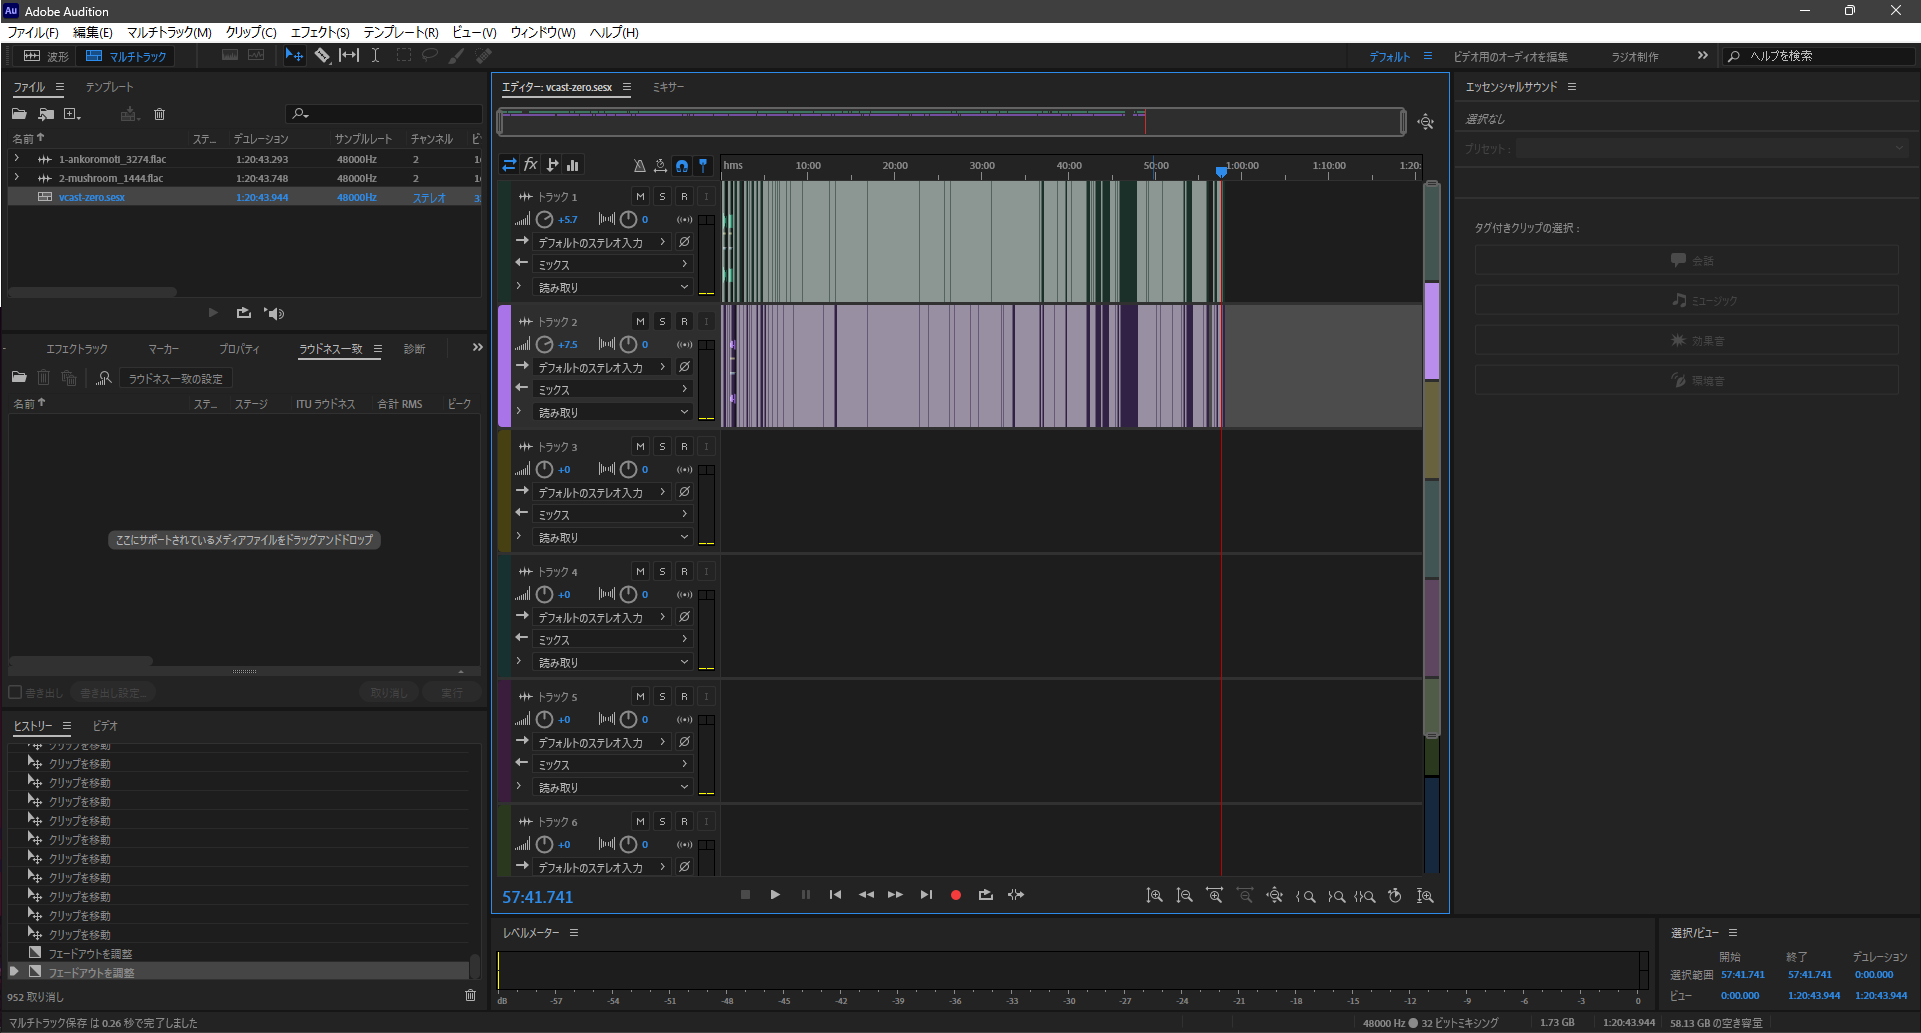 Au Adobe Audition
ファイル(F) 編集(E) マルチトラック(M) クリップ(C) エフェクト(S) テンプレート(R) ビュー(V) ウィンドウ(W) ヘルプ(H)
波形 マルチトラック デフォルト ビデオ用のオーディオを編集 ラジオ制作 ヘルプを検索
ファイル テンプレート
名前 ステ... デュレーション サンプルレート チャンネル ビ
1-ankoromoti_3274.flac 1:20:43.293 48000Hz 2
2-mushroom_1444.flac 1:20:43.748 48000Hz 2
vcast-zero.sesx 1:20:43.944 48000Hz ステレオ
エフェクトラック マーカー プロパティ ラウドネス一致 診断
ラウドネス一致の設定
名前 ステ... ステージ ITU ラウドネス 合計 RMS ピーク
ここにサポートされているメディアファイルをドラッグアンドドロップ
書き出し 書き出し設定... 取り消し 実行
ヒストリー ビデオ
クリップを移動
クリップを移動
クリップを移動
クリップを移動
クリップを移動
クリップを移動
クリップを移動
クリップを移動
クリップを移動
クリップを移動
クリップを移動
フェードアウトを調整
フェードアウトを調整
952 取り消し
マルチトラック保存 は 0.26 秒で完了しました
エディター: vcast-zero.sesx ミキサー
fx hms 10:00 20:00 30:00 40:00 50:00 1:00:00 1:10:00 1:20
トラック 1 M S R I
+5.7 0
デフォルトのステレオ入力
ミックス
読み取り
トラック 2 M S R I
+7.5 0
デフォルトのステレオ入力
ミックス
読み取り
トラック 3 M S R I
+0 0
デフォルトのステレオ入力
ミックス
読み取り
トラック 4 M S R I
+0 0
デフォルトのステレオ入力
ミックス
読み取り
トラック 5 M S R I
+0 0
デフォルトのステレオ入力
ミックス
読み取り
トラック 6 M S R I
+0 0
デフォルトのステレオ入力
57:41.741
レベルメーター
dB -57 -54 -51 -48 -45 -42 -39 -36 -33 -30 -27 -24 -21 -18 -15 -12 -9 -6 -3 0
エッセンシャルサウンド
選択なし
プリセット:
タグ付きクリップの選択:
会話
ミュージック
効果音
環境音
選択/ビュー
開始 終了 デュレーション
選択範囲 57:41.741 57:41.741 0:00.000
ビュー 0:00.000 1:20:43.944 1:20:43.944
48000 Hz 32 ビットミキシング 1.73 GB 1:20:43.944 58.13 GB の空き容量